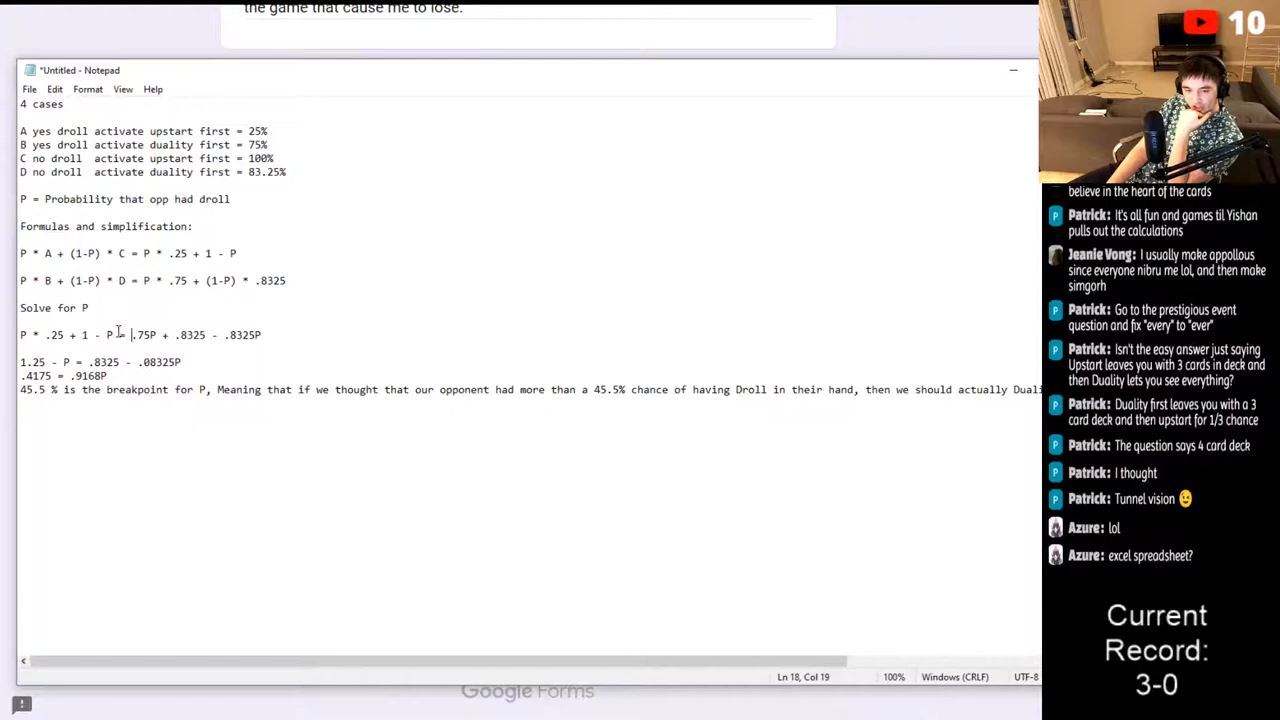 the game that cause me to lose.
*Untitled - Notepad
File Edit Format View Help
4 cases
A yes droll activate upstart first = 25%
B yes droll activate duality first = 75%
C no droll  activate upstart first = 100%
D no droll  activate duality first = 83.25%
P = Probability that opp had droll
Formulas and simplification:
P * A + (1-P) * C = P * .25 + 1 - P
P * B + (1-P) * D = P * .75 + (1-P) * .8325
Solve for P
P * .25 + 1 - P = .75P + .8325 - .8325P
1.25 - P = .8325 - .08325P
.4175 = .9168P
45.5 % is the breakpoint for P, Meaning that if we thought that our opponent had more than a 45.5% chance of having Droll in their hand, then we should actually Duali
Ln 18, Col 19 100% Windows (CRLF) UTF-8
Google Forms
10
believe in the heart of the cards
P Patrick: It's all fun and games til Yishan
pulls out the calculations
Jeanie Vong: I usually make appollous
since everyone nibru me lol, and then make
simgorh
P Patrick: Go to the prestigious event
question and fix "every" to "ever"
P Patrick: Isn't the easy answer just saying
Upstart leaves you with 3 cards in deck and
then Duality lets you see everything?
P Patrick: Duality first leaves you with a 3
card deck and then upstart for 1/3 chance
P Patrick: The question says 4 card deck
P Patrick: I thought
P Patrick: Tunnel vision 😉
Azure: lol
Azure: excel spreadsheet?
Current
Record:
3-0